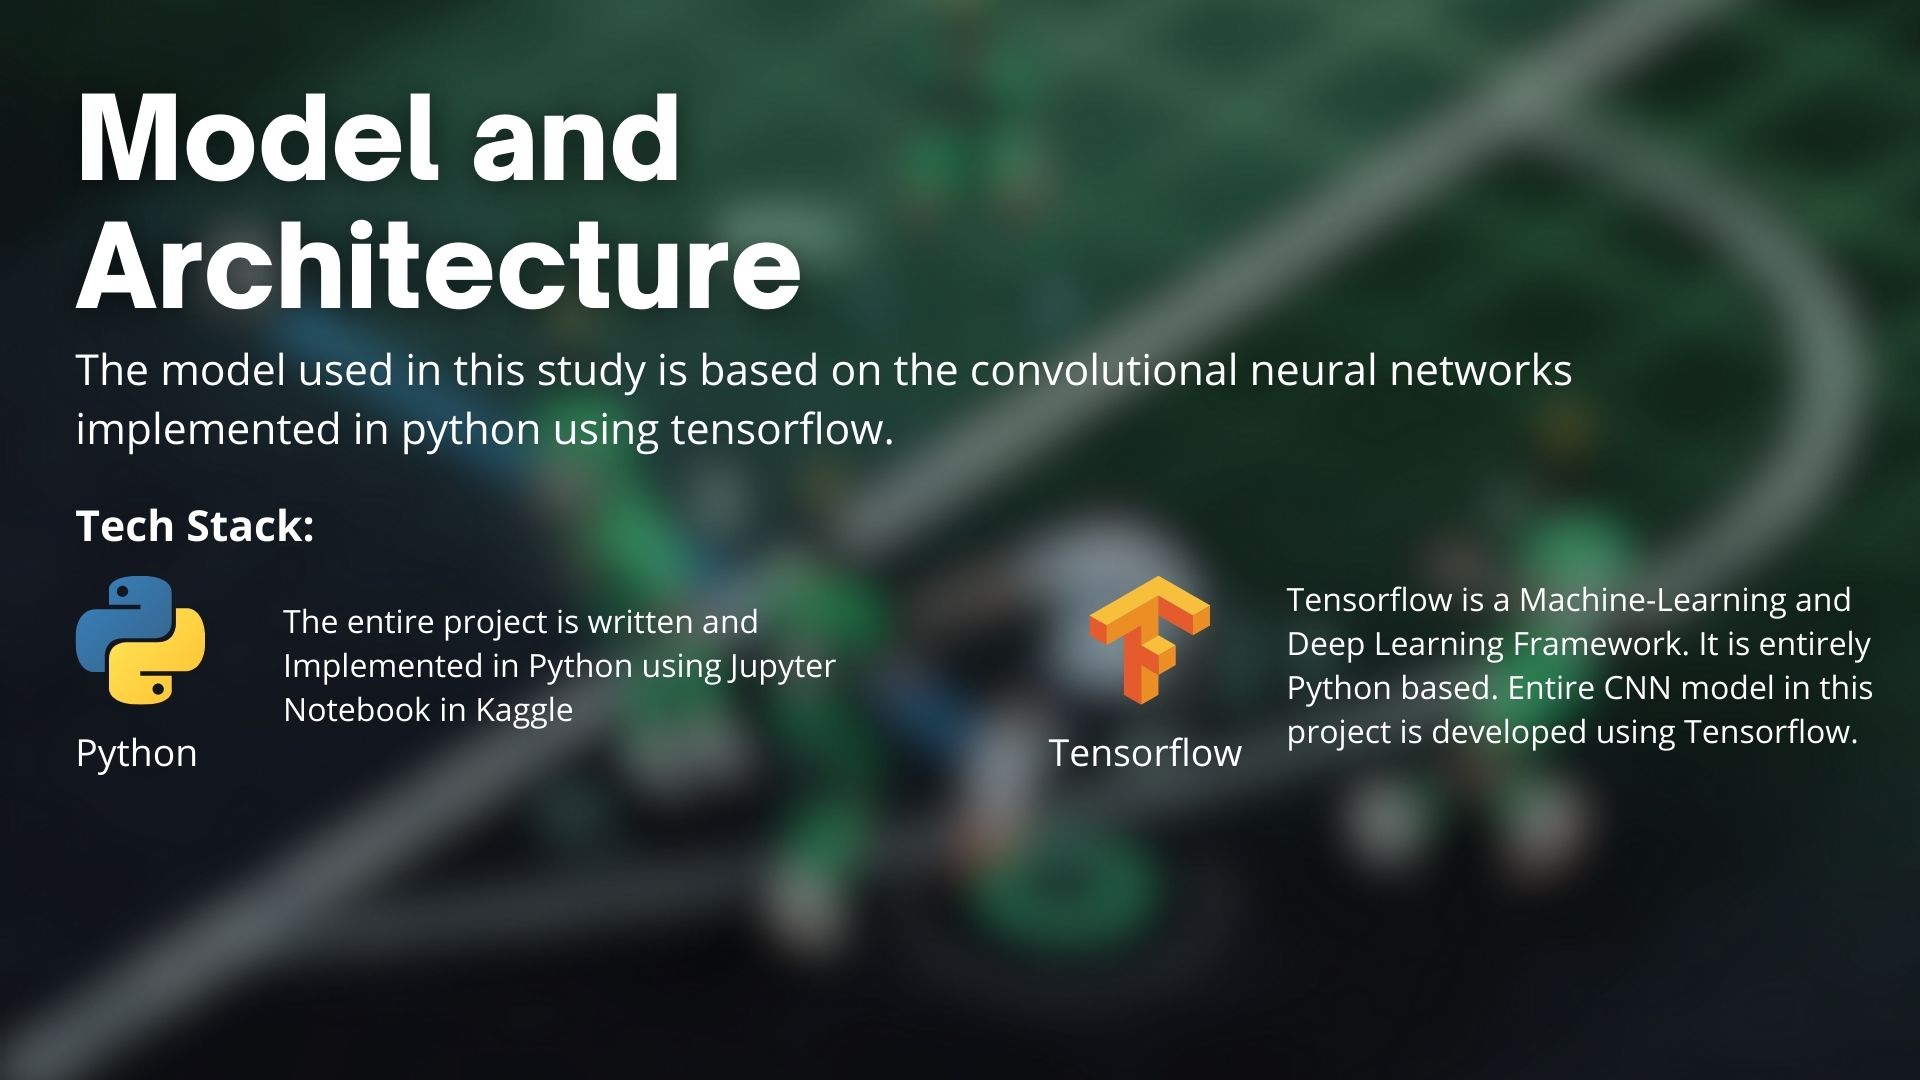 Model and
Architecture
The model used in this study is based on the convolutional neural networks
implemented in python using tensorflow.
Tech Stack:
The entire project is written and
Implemented in Python using Jupyter
Notebook in Kaggle
Python
Tensorflow is a Machine-Learning and
Deep Learning Framework. It is entirely
Python based. Entire CNN model in this
project is developed using Tensorflow.
Tensorflow